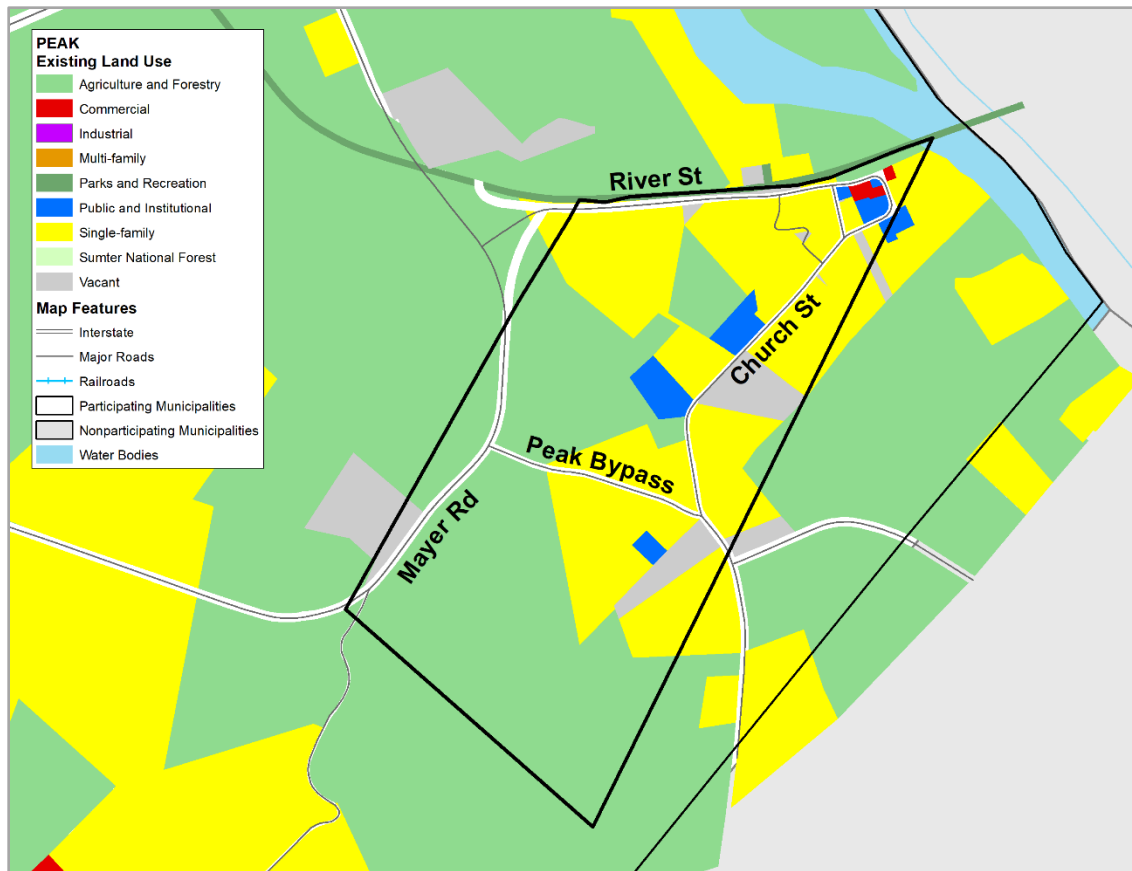 PEAK
Existing Land Use
Agriculture and Forestry
Commercial
Industrial
Multi-family
Parks and Recreation
Public and Institutional
Single-family
Sumter National Forest
Vacant
Map Features
Interstate
Major Roads
Railroads
Participating Municipalities
Nonparticipating Municipalities
Water Bodies
River St
Church St
Peak Bypass
Mayer Rd